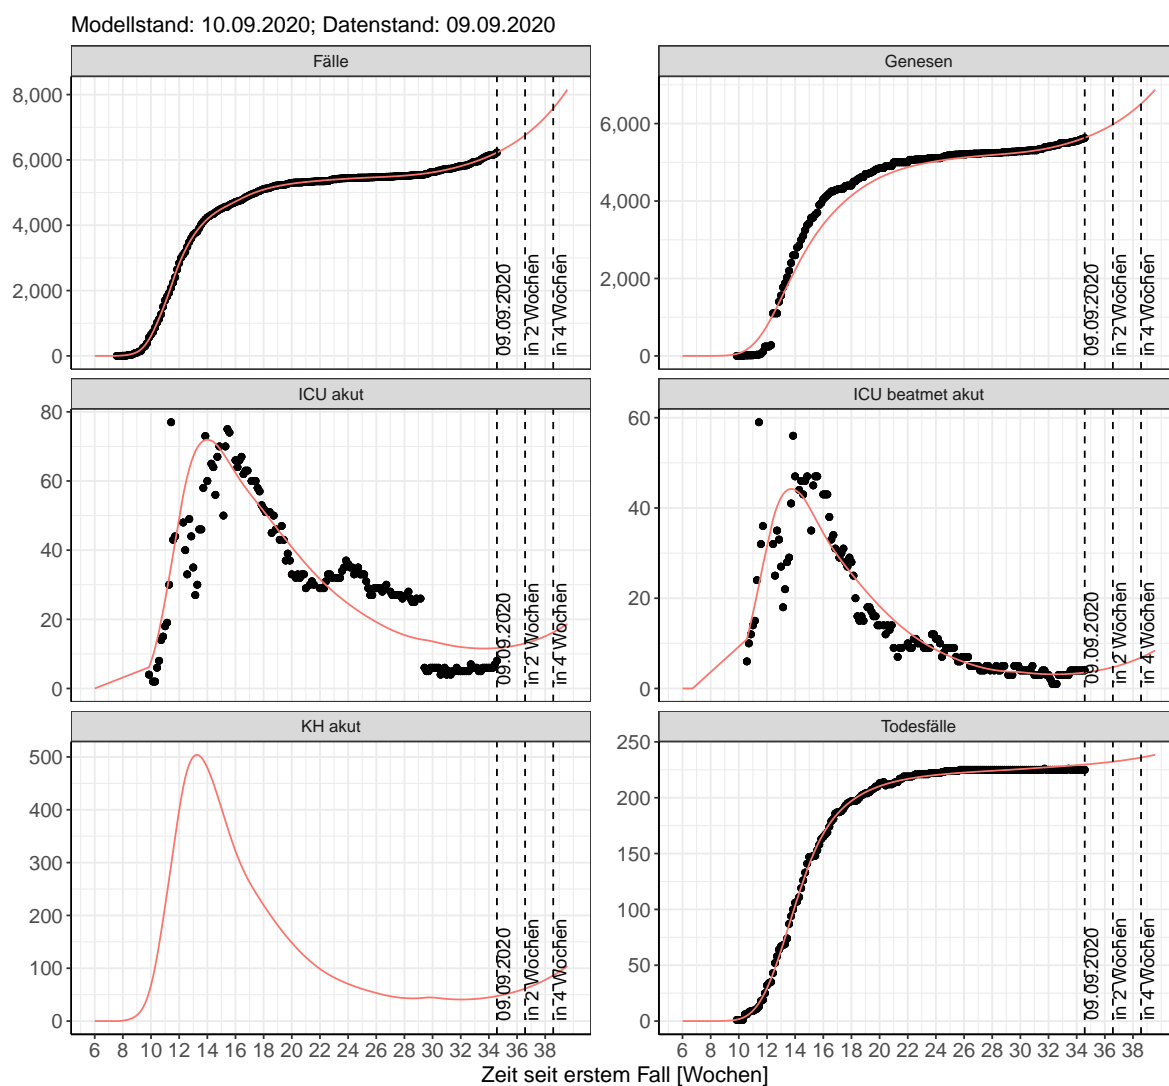 Modellstand: 10.09.2020; Datenstand: 09.09.2020
Fälle
Genesen
8,000
6,000
4,000
2,000
0
09.09.2020
in 2 Wochen
in 4 Wochen
6,000
4,000
2,000
0
09.09.2020
in 2 Wochen
in 4 Wochen
ICU akut
ICU beatmet akut
80
60
40
20
0
09.09.2020
in 2 Wochen
in 4 Wochen
60
40
20
0
09.09.2020
in 2 Wochen
in 4 Wochen
KH akut
Todesfälle
500
400
300
200
100
0
09.09.2020
in 2 Wochen
in 4 Wochen
250
200
150
100
50
0
09.09.2020
in 2 Wochen
in 4 Wochen
6 8 10 12 14 16 18 20 22 24 26 28 30 32 34 36 38
6 8 10 12 14 16 18 20 22 24 26 28 30 32 34 36 38
Zeit seit erstem Fall [Wochen]